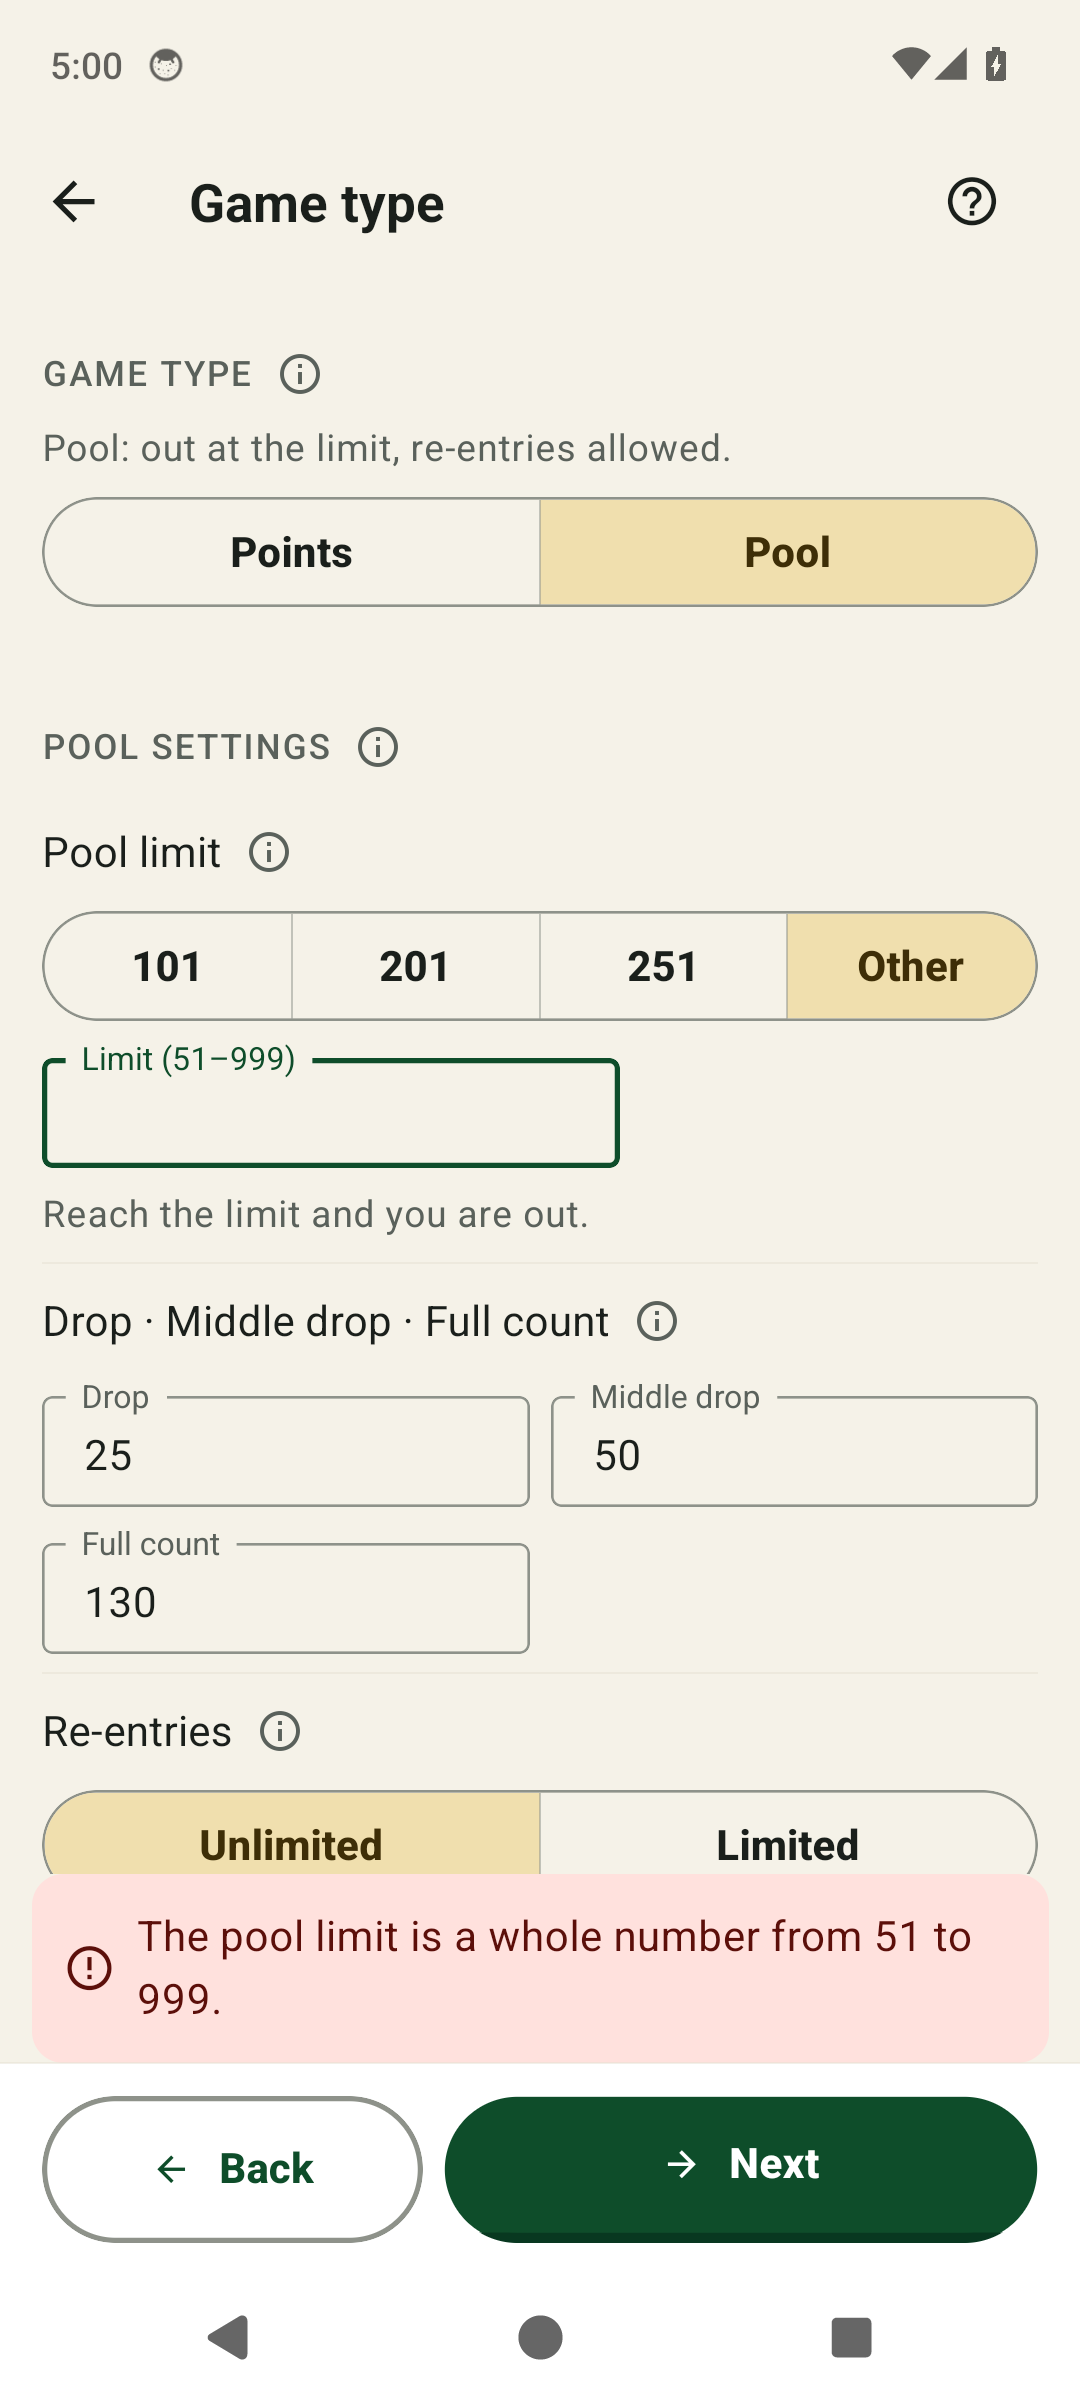 5:00
Game type
GAME TYPE
Pool: out at the limit, re-entries allowed.
Points
Pool
POOL SETTINGS
Pool limit
101
201
251
Other
Limit (51–999)
Reach the limit and you are out.
Drop · Middle drop · Full count
Drop
Middle drop
25
50
Full count
130
Re-entries
Unlimited
Limited
The pool limit is a whole number from 51 to
999.
Back
Next